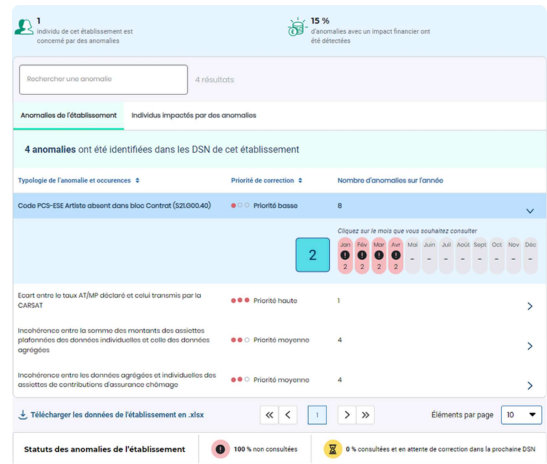 1
Individu de cet établissement est
concerné par des anomalies
15 %
d'anomalies avec un impact financier ont
été détectées
Rechercher une anomalie
4 résultats
Anomalies de l'établissement
Individus impactés par des anomalies
4 anomalies ont été identifiées dans les DSN de cet établissement
Typologie de l'anomalie et occurences
Priorité de correction
Nombre d'anomalies sur l'année
Code PCS-ESE Artiste absent dans bloc Contrat (S21.G00.40)
Priorité basse
8
Cliquez sur le mois que vous souhaitez consulter
2
Jan Fév Mar Avr Mai Juin Juil Août Sept Oct Nov Déc
2 2 2 2 - - - - - - - -
Ecart entre le taux AT/MP déclaré et celui transmis par la
CARSAT
Priorité haute
1
Incohérence entre la somme des montants des assiettes
plafonnées des données individuelles et celle des données
agrégées
Priorité moyenne
4
Incohérence entre les données agrégées et individuelles des
assiettes de contributions d'assurance chômage
Priorité moyenne
4
Télécharger les données de l'établissement en .xlsx
1
Éléments par page
10
Statuts des anomalies de l'établissement
100 % non consultées
0 % consultées et en attente de correction dans la prochaine DSN